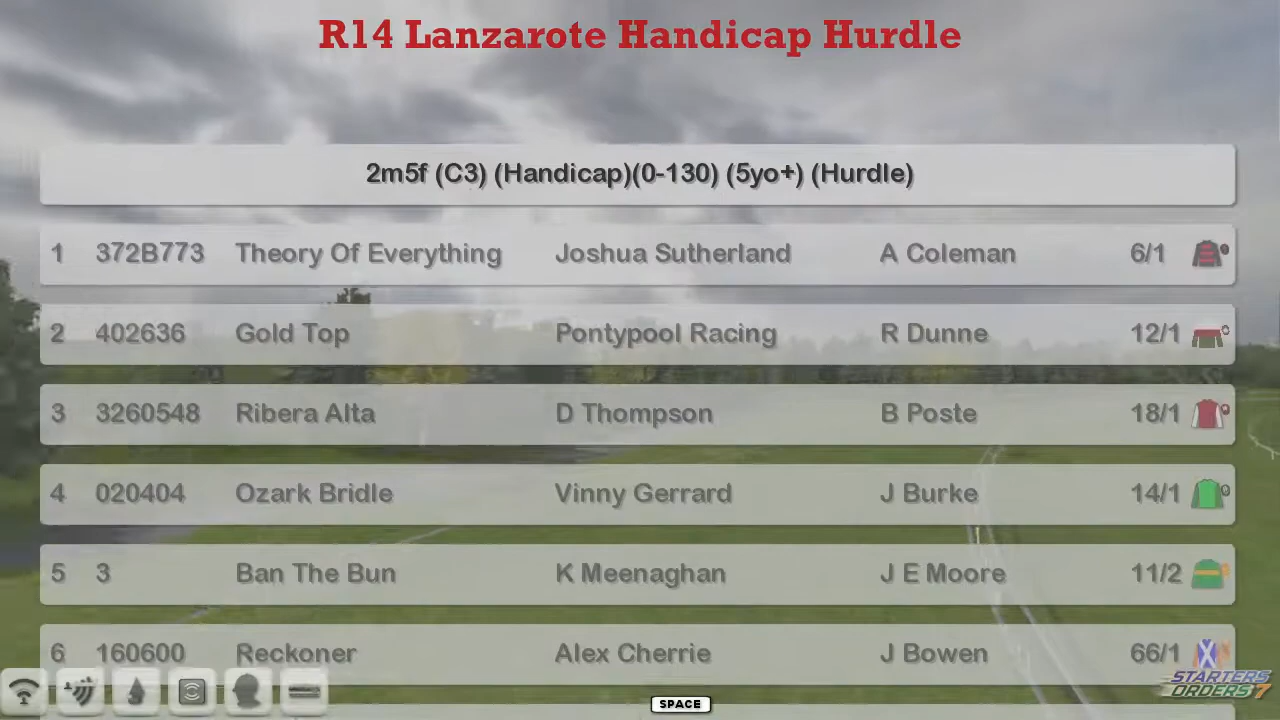 R14 Lanzarote Handicap Hurdle
2m5f (C3) (Handicap)(0-130) (5yo+) (Hurdle)
1 372B773 Theory Of Everything Joshua Sutherland A Coleman 6/1
2 402636 Gold Top Pontypool Racing R Dunne 12/1
3 3260548 Ribera Alta D Thompson B Poste 18/1
4 020404 Ozark Bridle Vinny Gerrard J Burke 14/1
5 3 Ban The Bun K Meenaghan J E Moore 11/2
6 160600 Reckoner Alex Cherrie J Bowen 66/1
STARTERS
ORDERS 7
SPACE